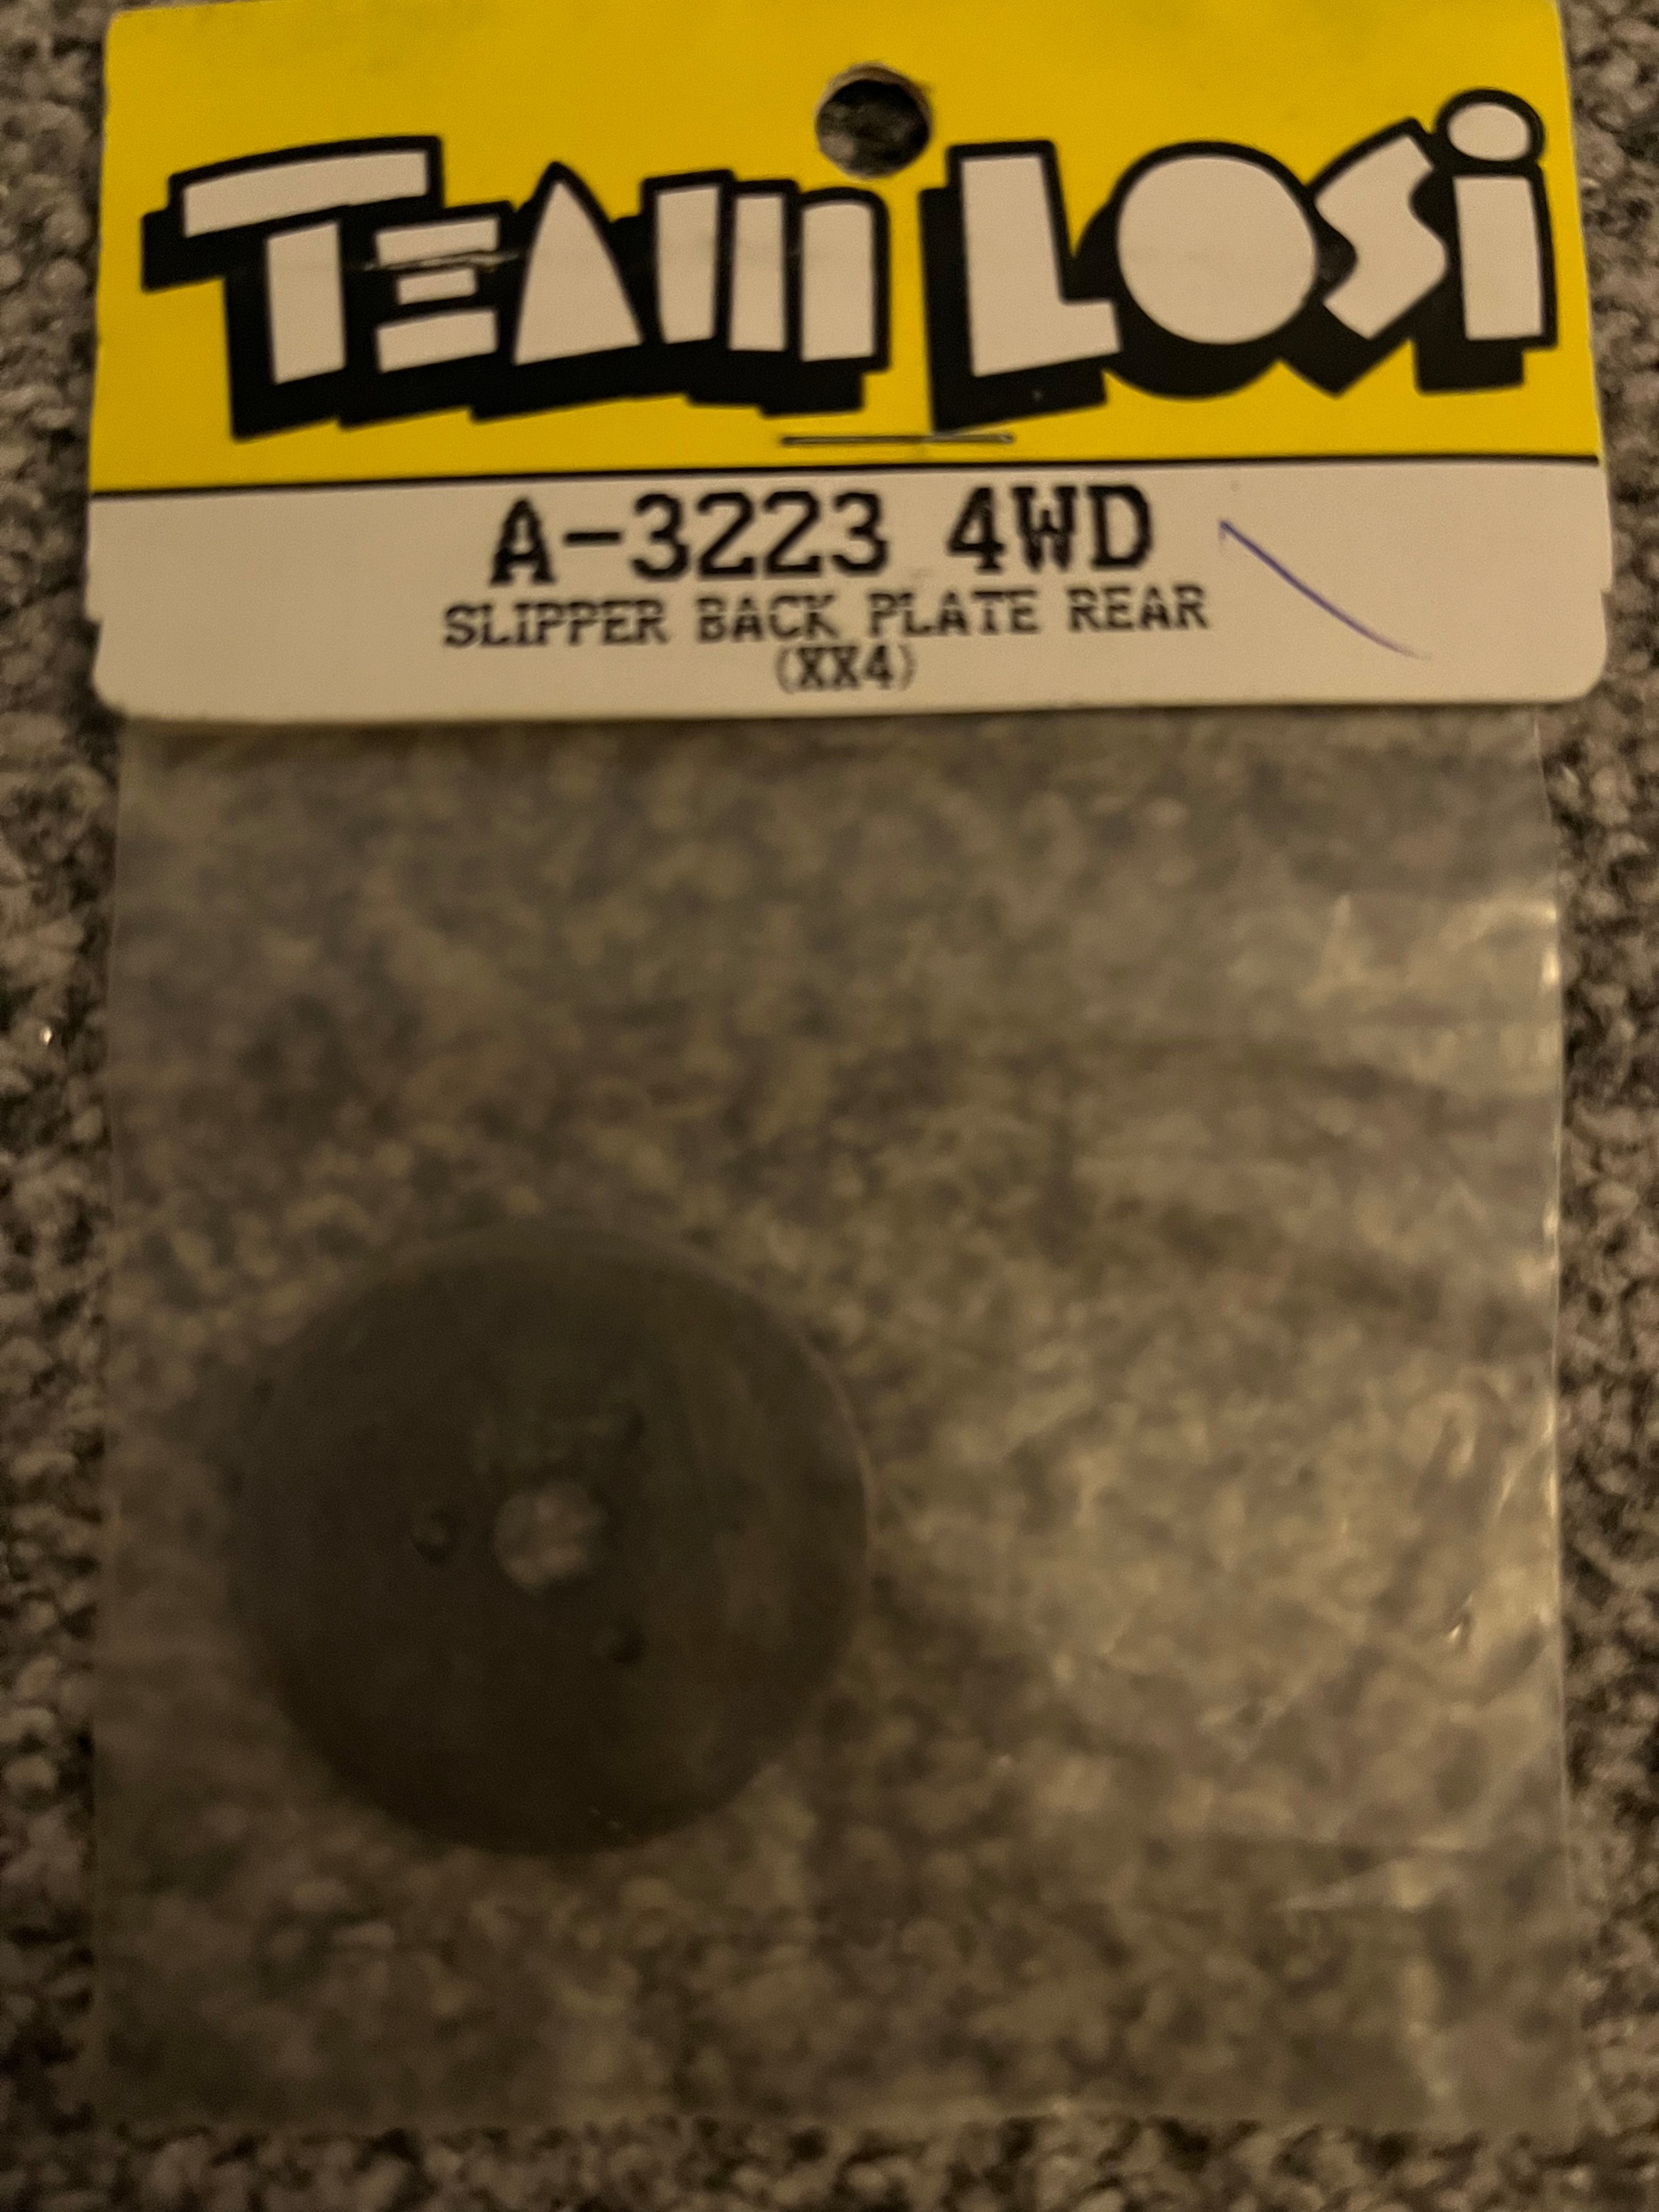 TEAM LOSi
A-3223 4WD
SLIPPER BACK PLATE REAR
(XX4)